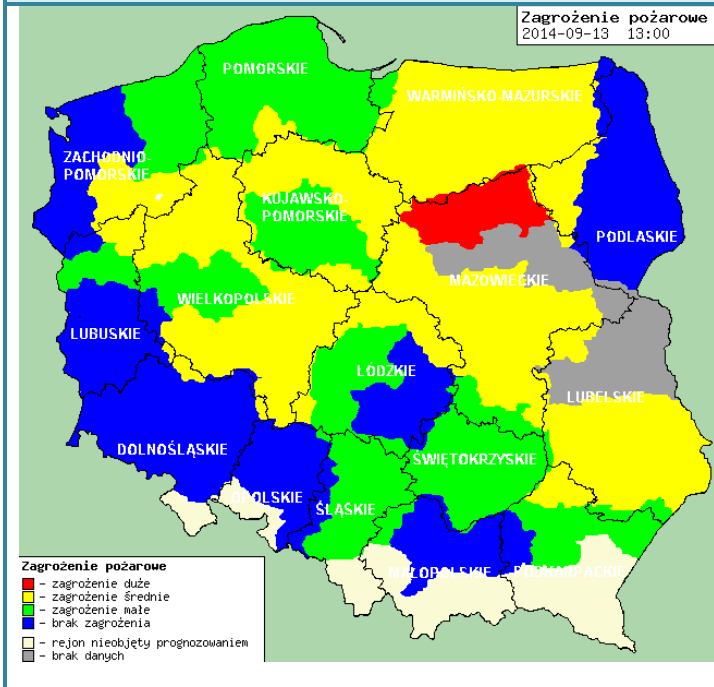 Zagrożenie pożarowe
2014-09-13 13:00
POMORSKIE
WARMIŃSKO-MAZURSKIE
ZACHODNIO-
POMORSKIE
KUJAWSKO-
POMORSKIE
PODLASKIE
MAZOWIECKIE
WIELKOPOLSKIE
LUBUSKIE
ŁÓDZKIE
LUBELSKIE
DOLNOŚLĄSKIE
ŚWIĘTOKRZYSKIE
OPOLSKIE
ŚLĄSKIE
MAŁOPOLSKIE
PODKARPACKIE
Zagrożenie pożarowe
- zagrożenie duże
- zagrożenie średnie
- zagrożenie małe
- brak zagrożenia
- rejon nieobjęty prognozowaniem
- brak danych